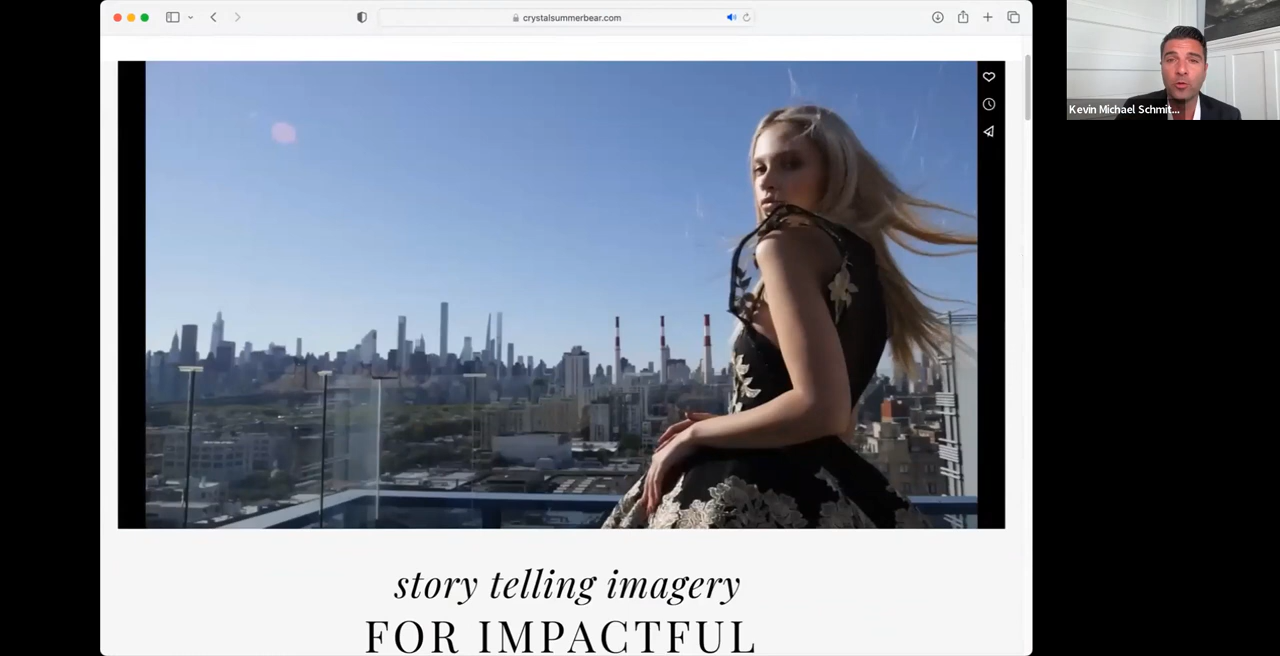 crystalsummerbear.com
Kevin Michael Schmit...
story telling imagery
FOR IMPACTFUL